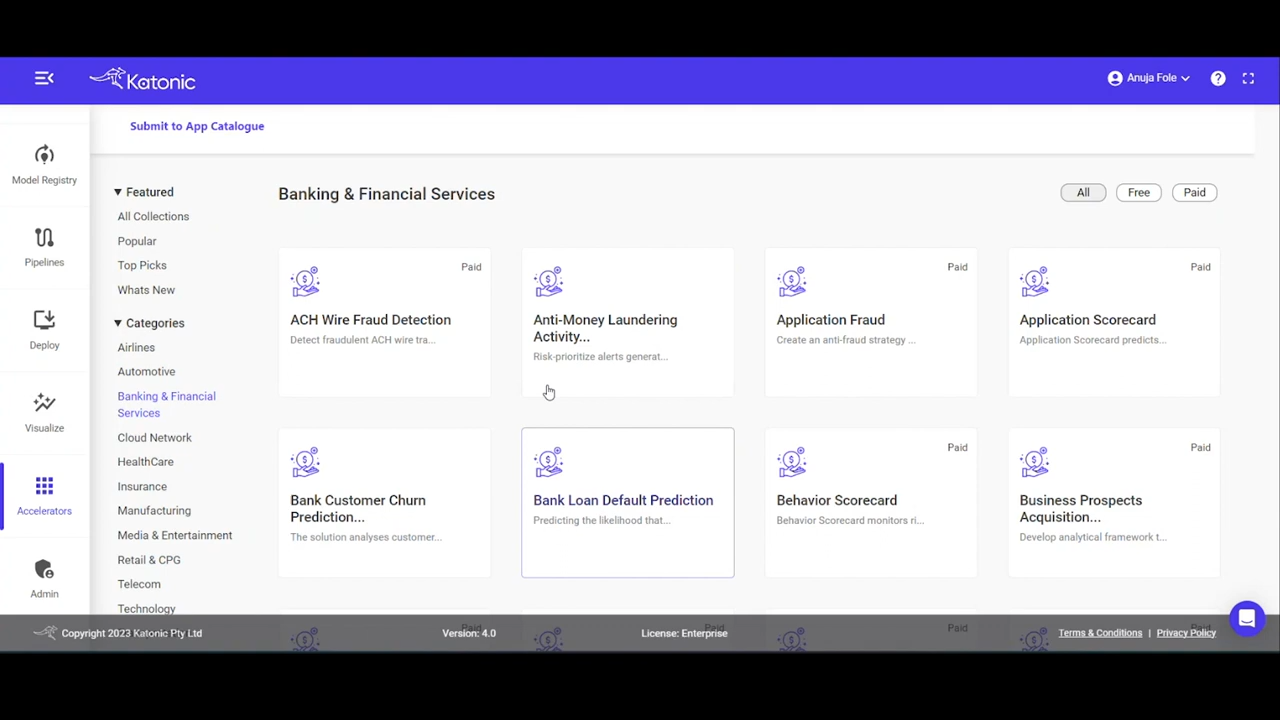 Katonic
Anuja Fole
Submit to App Catalogue
Model Registry
Pipelines
Deploy
Visualize
Accelerators
Admin
Featured
All Collections
Popular
Top Picks
Whats New
Categories
Airlines
Automotive
Banking & Financial
Services
Cloud Network
HealthCare
Insurance
Manufacturing
Media & Entertainment
Retail & CPG
Telecom
Technology
Banking & Financial Services
All
Free
Paid
Paid
ACH Wire Fraud Detection
Detect fraudulent ACH wire tra...
Anti-Money Laundering
Activity...
Risk-prioritize alerts generat...
Paid
Application Fraud
Create an anti-fraud strategy ...
Paid
Application Scorecard
Application Scorecard predicts...
Bank Customer Churn
Prediction...
The solution analyses customer...
Bank Loan Default Prediction
Predicting the likelihood that...
Paid
Behavior Scorecard
Behavior Scorecard monitors ri...
Paid
Business Prospects
Acquisition...
Develop analytical framework t...
Paid
Paid
Paid
Copyright 2023 Katonic Pty Ltd
Version: 4.0
License: Enterprise
Terms & Conditions | Privacy Policy